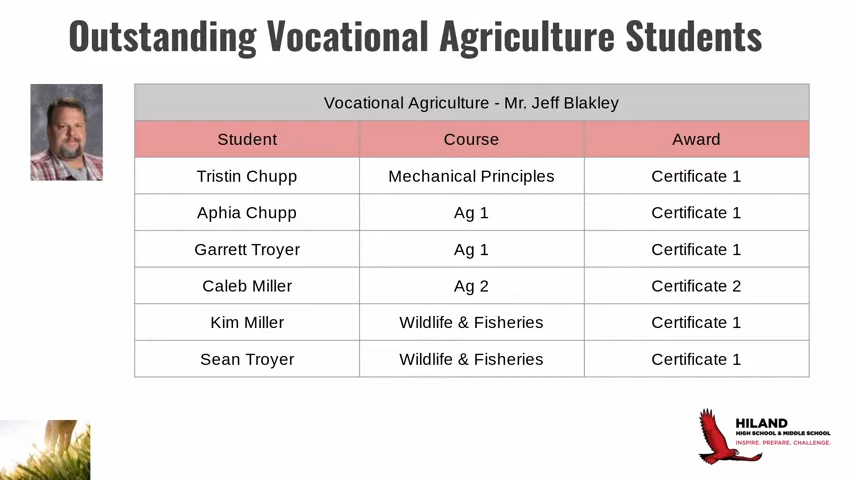 Outstanding Vocational Agriculture Students
Vocational Agriculture - Mr. Jeff Blakley
Student Course Award
Tristin Chupp Mechanical Principles Certificate 1
Aphia Chupp Ag 1 Certificate 1
Garrett Troyer Ag 1 Certificate 1
Caleb Miller Ag 2 Certificate 2
Kim Miller Wildlife & Fisheries Certificate 1
Sean Troyer Wildlife & Fisheries Certificate 1
HILAND
HIGH SCHOOL & MIDDLE SCHOOL
INSPIRE. PREPARE. CHALLENGE.